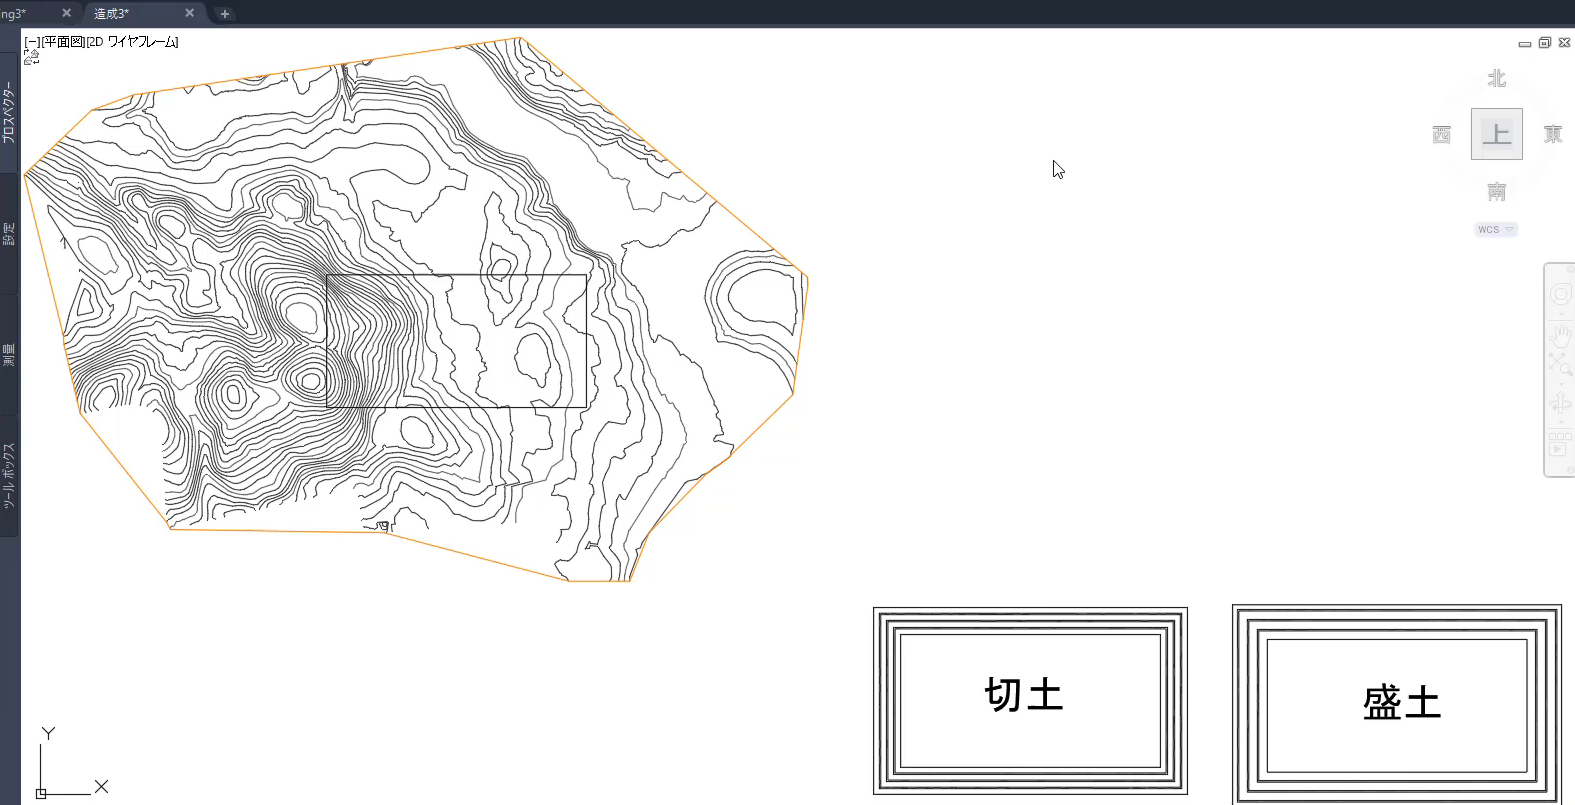 ng3*
造成3*
[−][平面図][2D ワイヤフレーム]
プロスペクター
設定
測量
ツールボックス
北
西
上
東
南
WCS
切土
盛土
Y
X